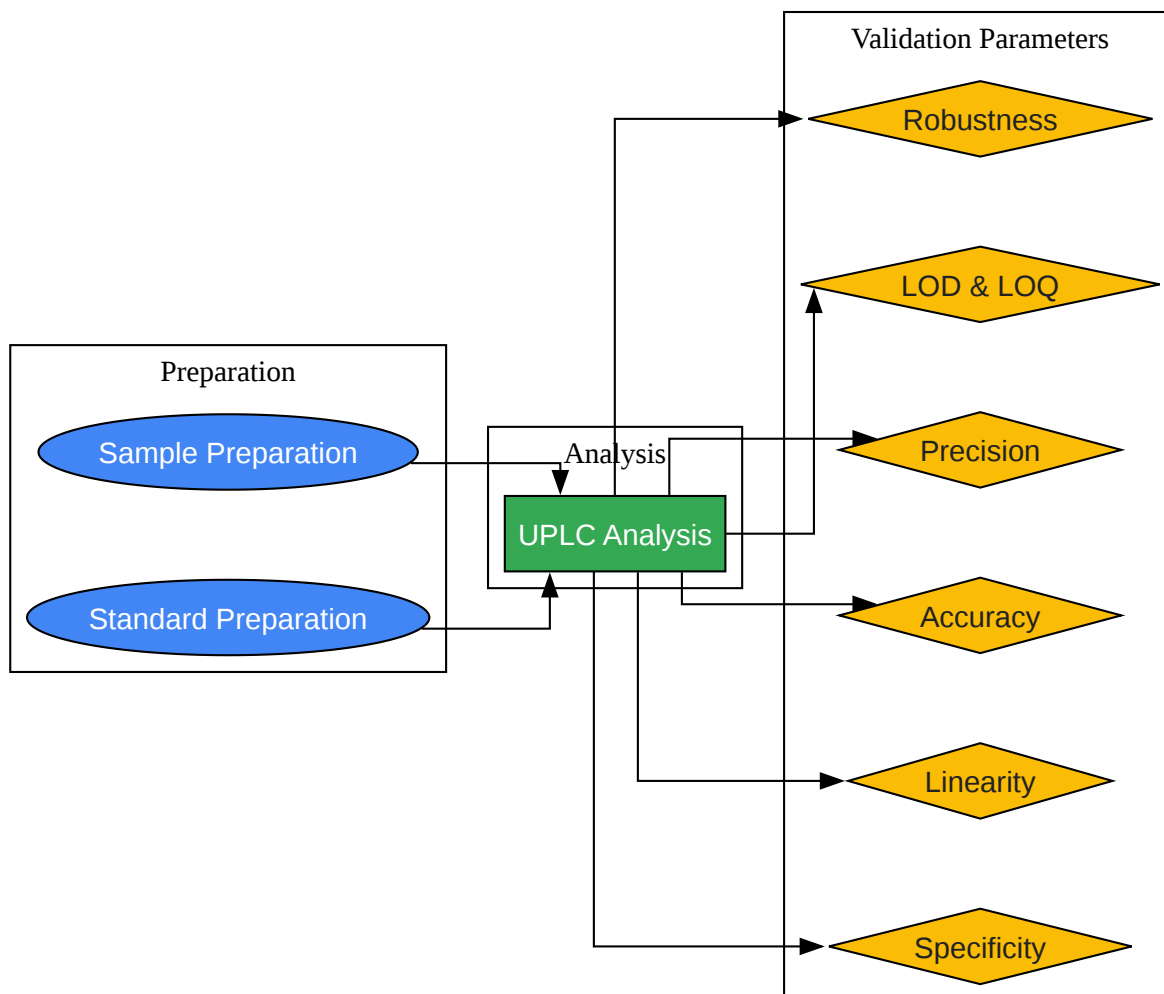 Preparation
Sample Preparation
Standard Preparation
Analysis
UPLC Analysis
Validation Parameters
Robustness
LOD & LOQ
Precision
Accuracy
Linearity
Specificity